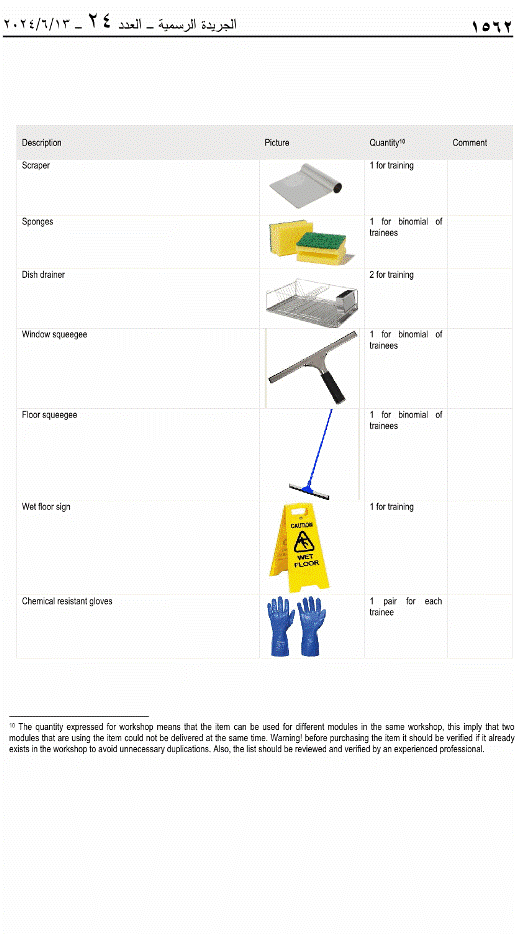 ١٥٦٢
الجريدة الرسمية ــ العدد ٢٤ ــ ٢٠٢٤/٦/١٣
Description Picture Quantity¹⁰ Comment
Scraper 1 for training
Sponges 1 for binomial of
trainees
Dish drainer 2 for training
Window squeegee 1 for binomial of
trainees
Floor squeegee 1 for binomial of
trainees
Wet floor sign 1 for training
CAUTION
WET
FLOOR
Chemical resistant gloves 1 pair for each
trainee
¹⁰ The quantity expressed for workshop means that the item can be used for different modules in the same workshop, this imply that two
modules that are using the item could not be delivered at the same time. Warning! before purchasing the item it should be verified if it already
exists in the workshop to avoid unnecessary duplications. Also, the list should be reviewed and verified by an experienced professional.